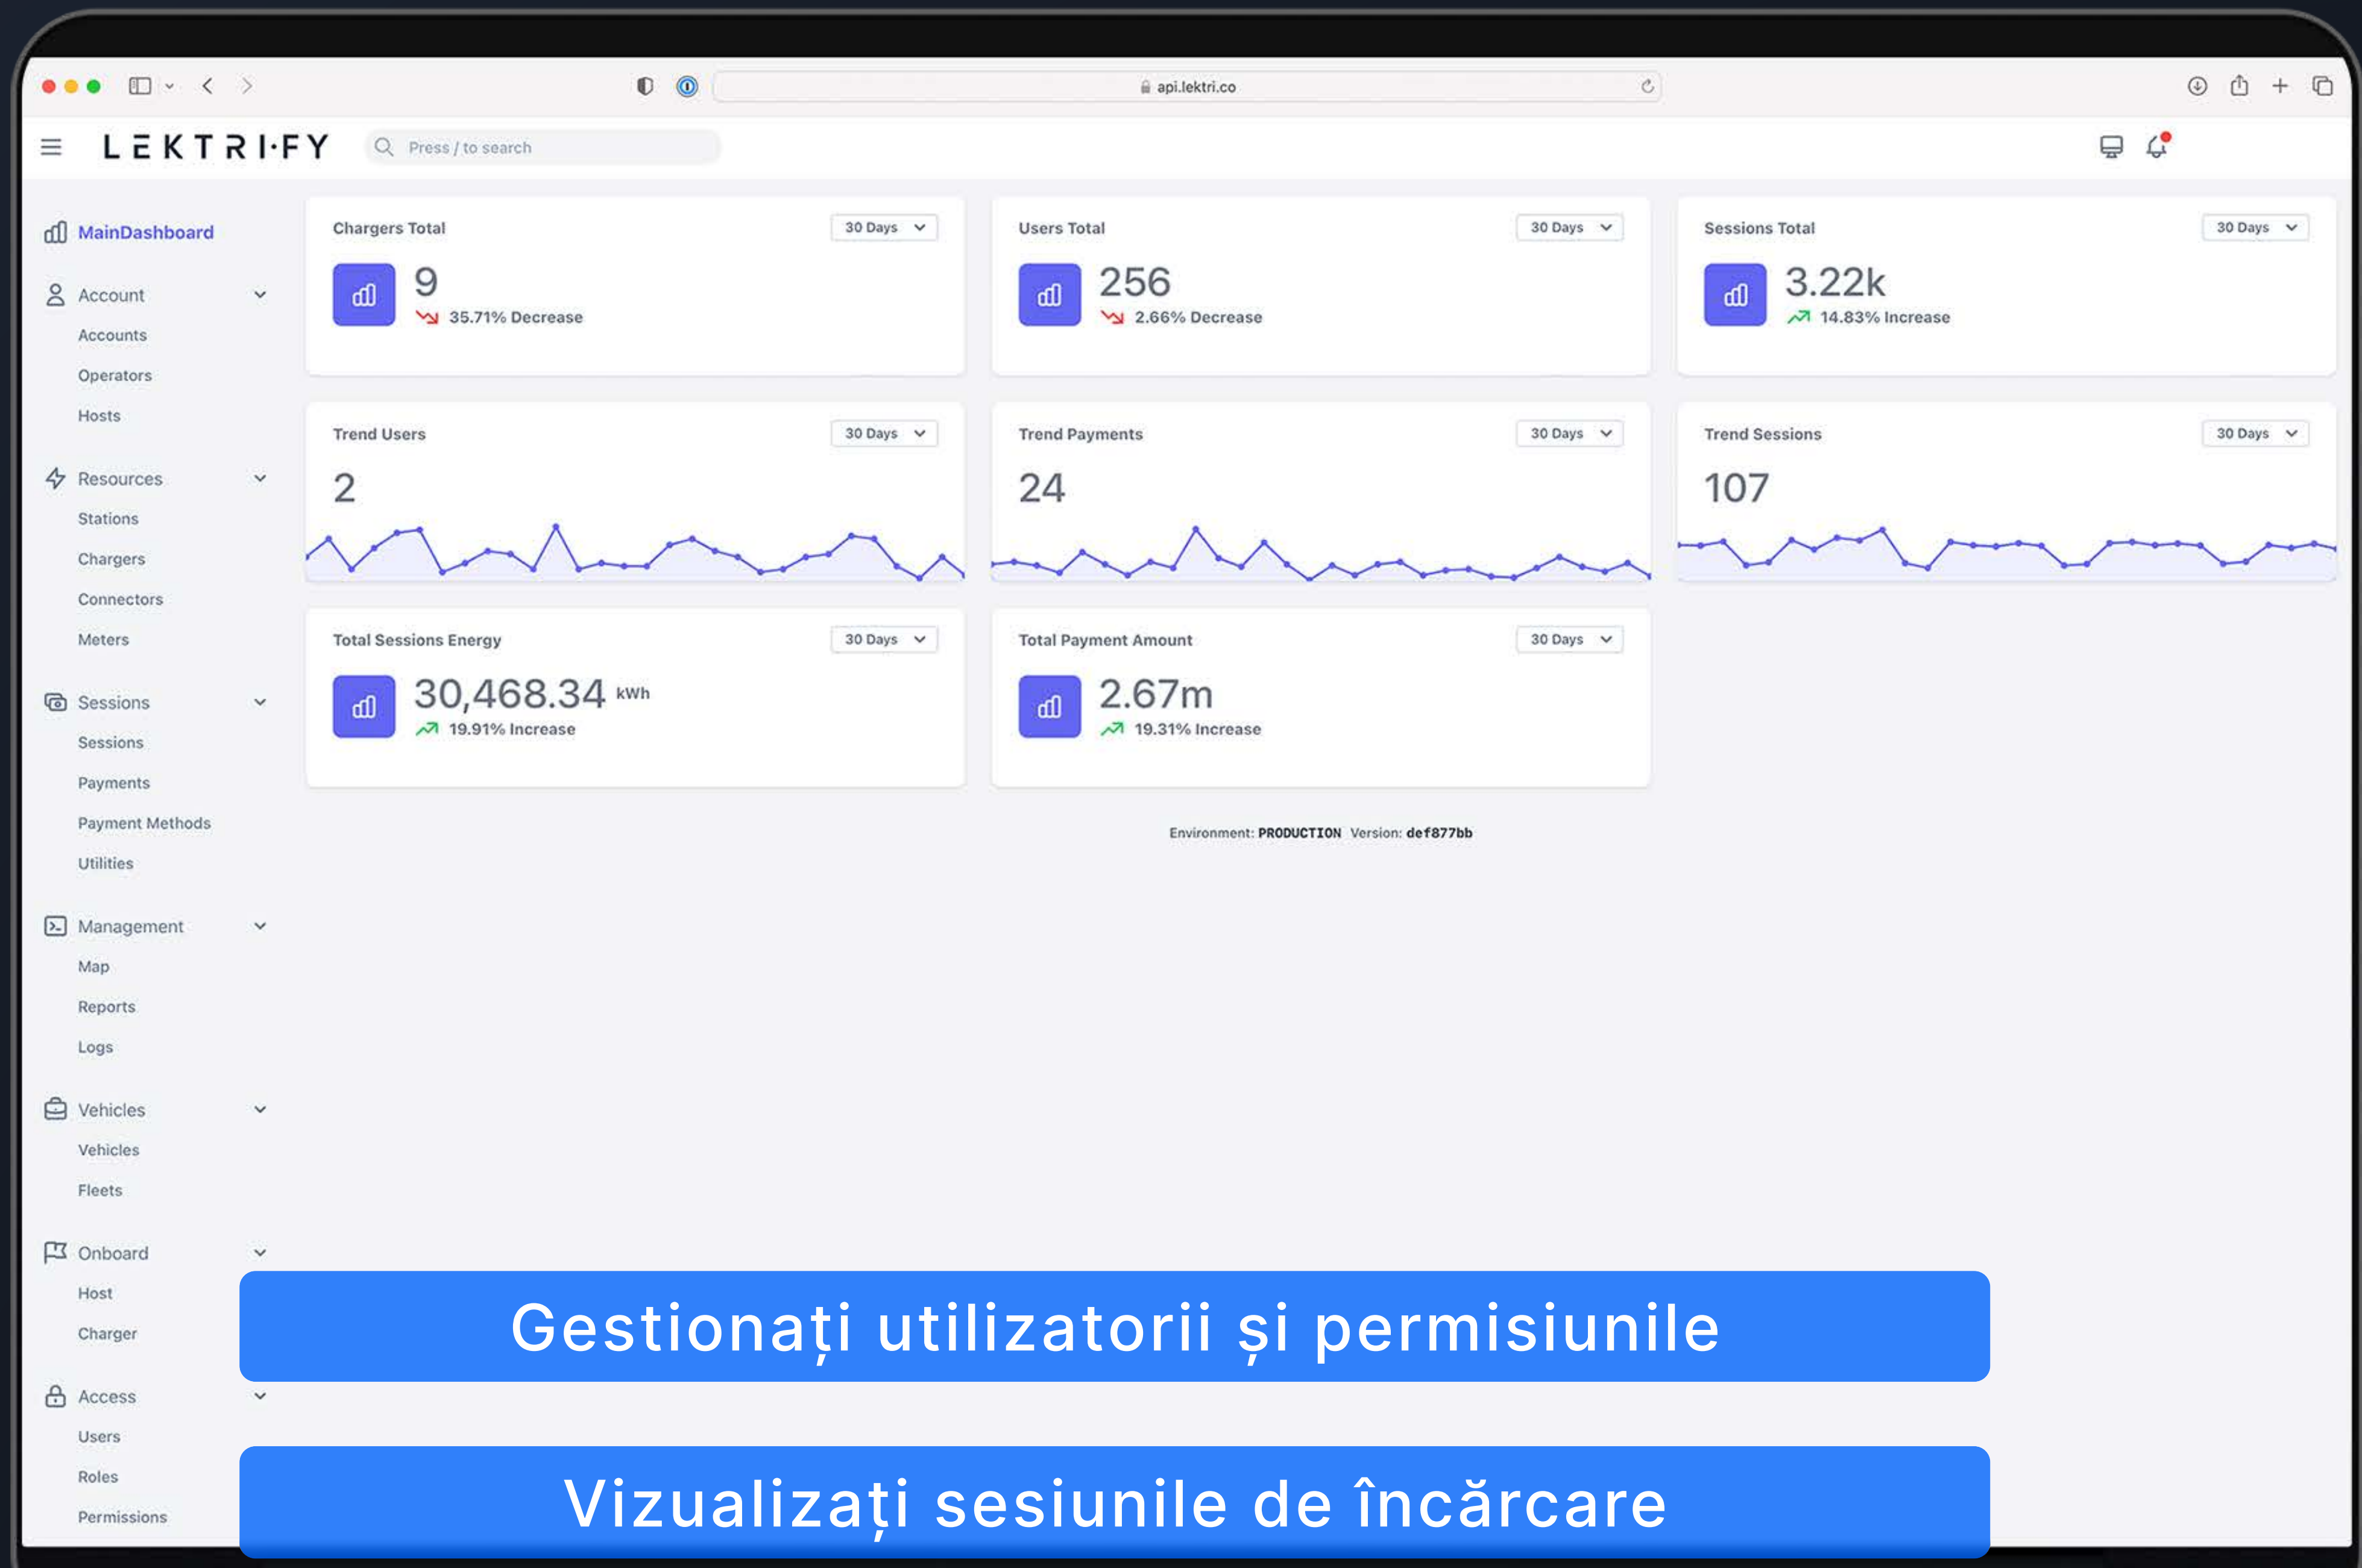 api.lektri.co
LEKTRI·FY
Press / to search
MainDashboard
Account
Accounts
Operators
Hosts
Resources
Stations
Chargers
Connectors
Meters
Sessions
Sessions
Payments
Payment Methods
Utilities
Management
Map
Reports
Logs
Vehicles
Vehicles
Fleets
Onboard
Host
Charger
Access
Users
Roles
Permissions
Chargers Total 30 Days
9
35.71% Decrease
Users Total 30 Days
256
2.66% Decrease
Sessions Total 30 Days
3.22k
14.83% Increase
Trend Users 30 Days
2
Trend Payments 30 Days
24
Trend Sessions 30 Days
107
Total Sessions Energy 30 Days
30,468.34 kWh
19.91% Increase
Total Payment Amount 30 Days
2.67m
19.31% Increase
Environment: PRODUCTION Version: def877bb
Gestionați utilizatorii și permisiunile
Vizualizați sesiunile de încărcare